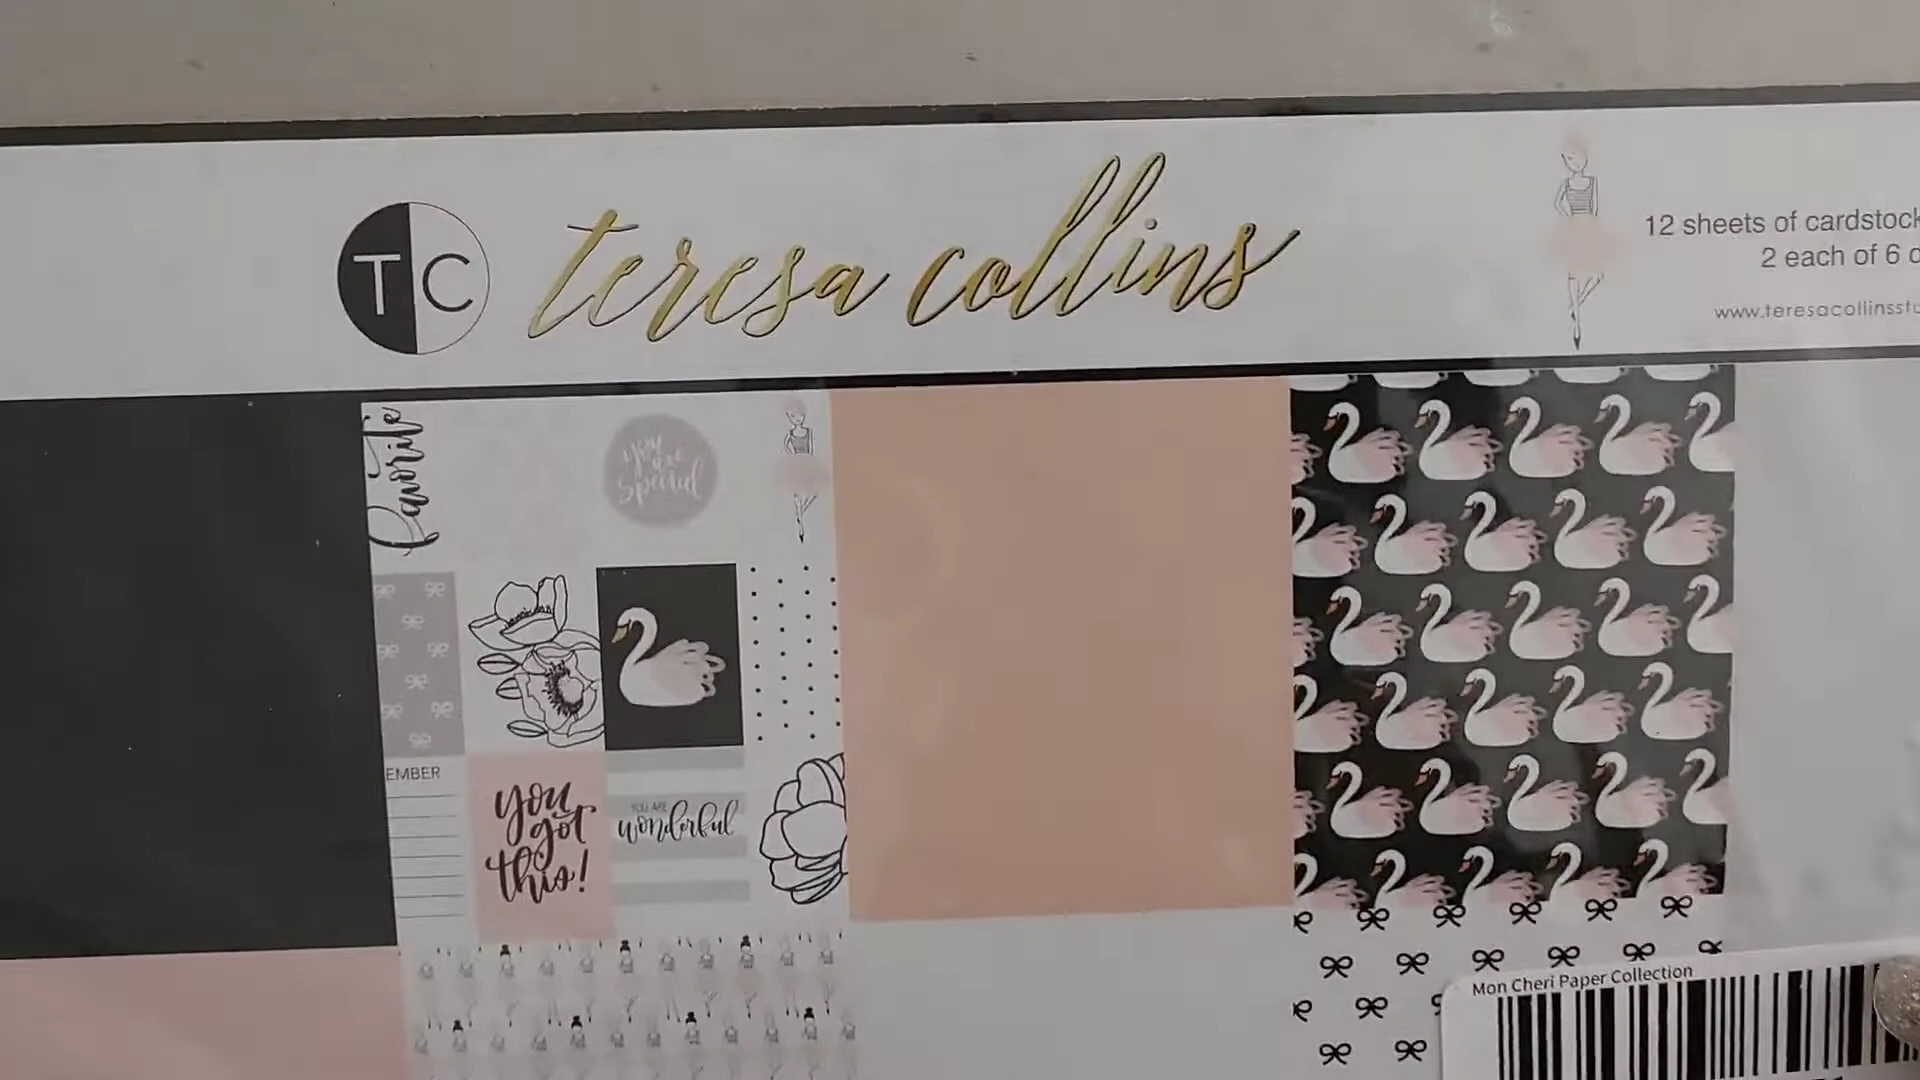 TC
teresa collins
12 sheets of cardstock
2 each of 6
www.teresacollinsstu
favorite
you are special
EMBER
you got this!
YOU ARE
wonderful
Mon Cheri Paper Collection